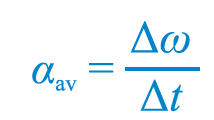 α_av = Δω / Δt